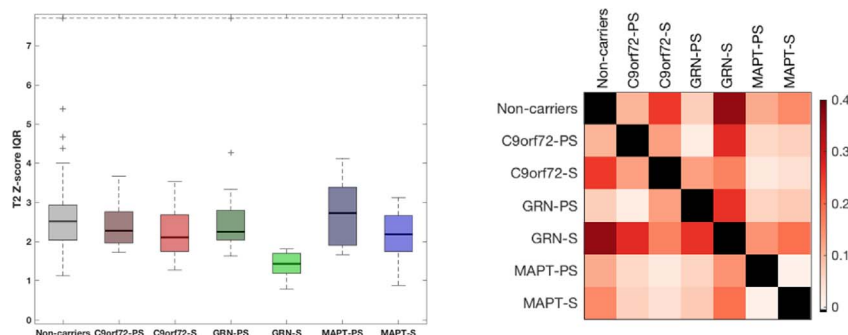 T2 Z-score IQR
7
6
5
4
3
2
1
0
Non-carriers C9orf72-PS C9orf72-S GRN-PS GRN-S MAPT-PS MAPT-S
Non-carriers C9orf72-PS C9orf72-S GRN-PS GRN-S MAPT-PS MAPT-S
Non-carriers
C9orf72-PS
C9orf72-S
GRN-PS
GRN-S
MAPT-PS
MAPT-S
0.4
0.3
0.2
0.1
0